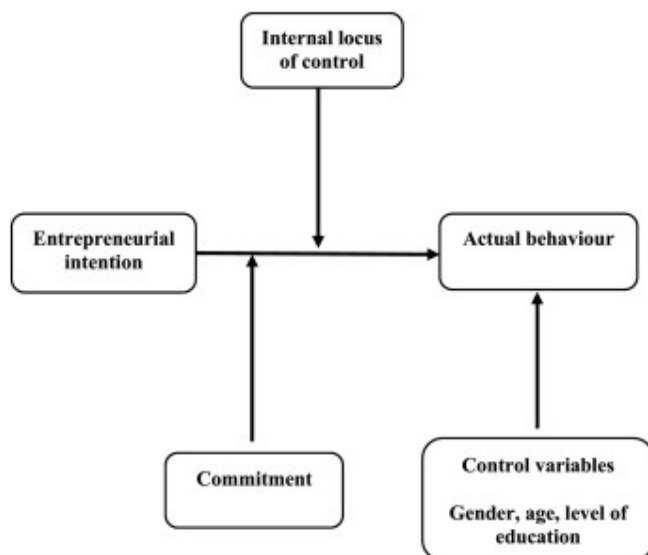 Internal locus
of control
Entrepreneurial
intention
Actual behaviour
Commitment
Control variables
Gender, age, level of
education